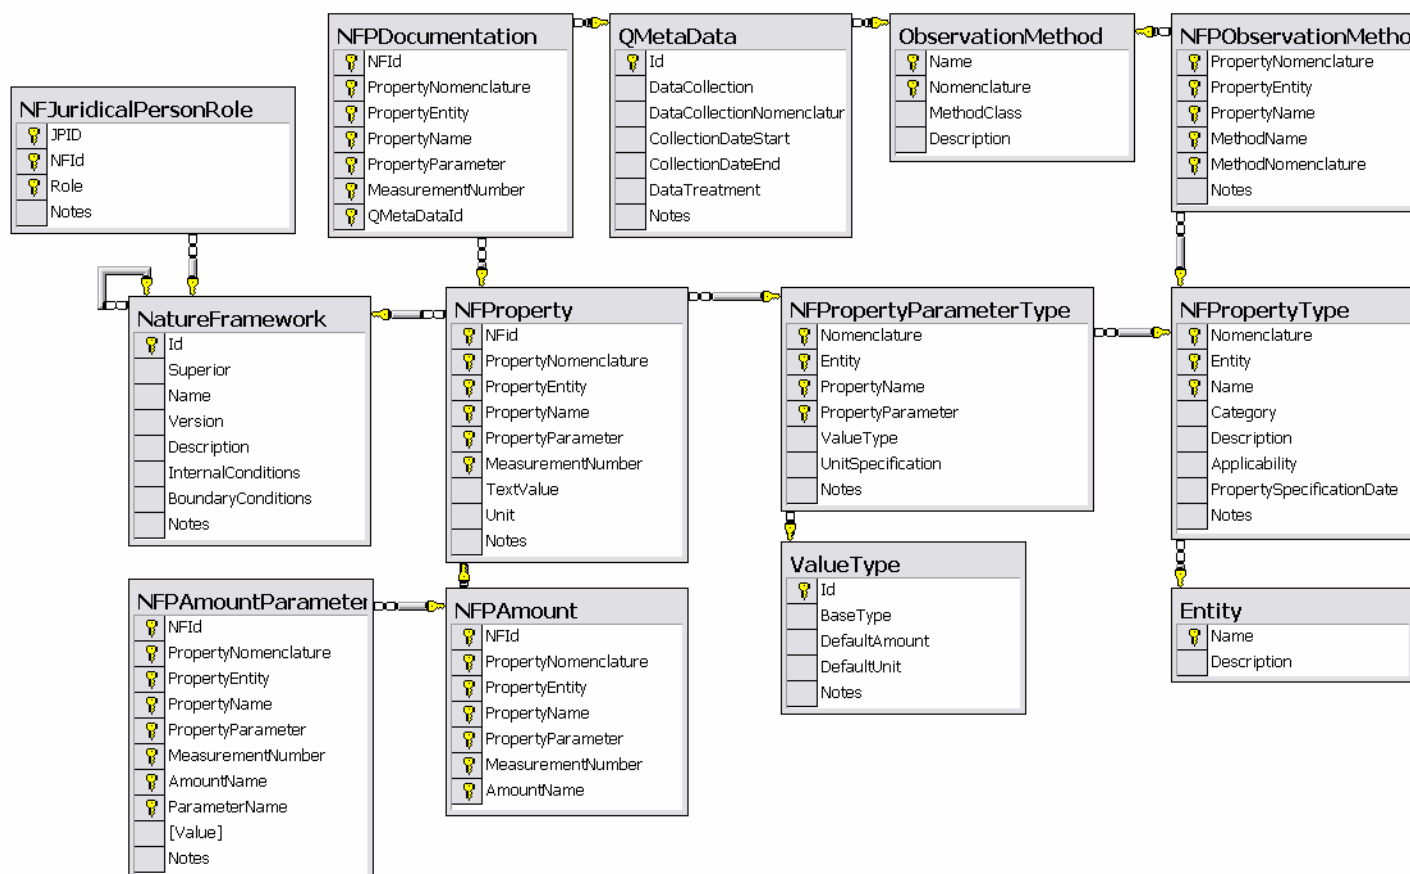 NFPDocumentation
NFId
PropertyNomenclature
PropertyEntity
PropertyName
PropertyParameter
MeasurementNumber
QMetaDataId
QMetaData
Id
DataCollection
DataCollectionNomenclatur
CollectionDateStart
CollectionDateEnd
DataTreatment
Notes
ObservationMethod
Name
Nomenclature
MethodClass
Description
NFPObservationMetho
PropertyNomenclature
PropertyEntity
PropertyName
MethodName
MethodNomenclature
Notes
NFJuridicalPersonRole
JPID
NFId
Role
Notes
NatureFramework
Id
Superior
Name
Version
Description
InternalConditions
BoundaryConditions
Notes
NFProperty
NFid
PropertyNomenclature
PropertyEntity
PropertyName
PropertyParameter
MeasurementNumber
TextValue
Unit
Notes
NFPropertyParameterType
Nomenclature
Entity
PropertyName
PropertyParameter
ValueType
UnitSpecification
Notes
NFPropertyType
Nomenclature
Entity
Name
Category
Description
Applicability
PropertySpecificationDate
Notes
NFPAmountParameter
NFId
PropertyNomenclature
PropertyEntity
PropertyName
PropertyParameter
MeasurementNumber
AmountName
ParameterName
[Value]
Notes
NFPAmount
NFId
PropertyNomenclature
PropertyEntity
PropertyName
PropertyParameter
MeasurementNumber
AmountName
ValueType
Id
BaseType
DefaultAmount
DefaultUnit
Notes
Entity
Name
Description